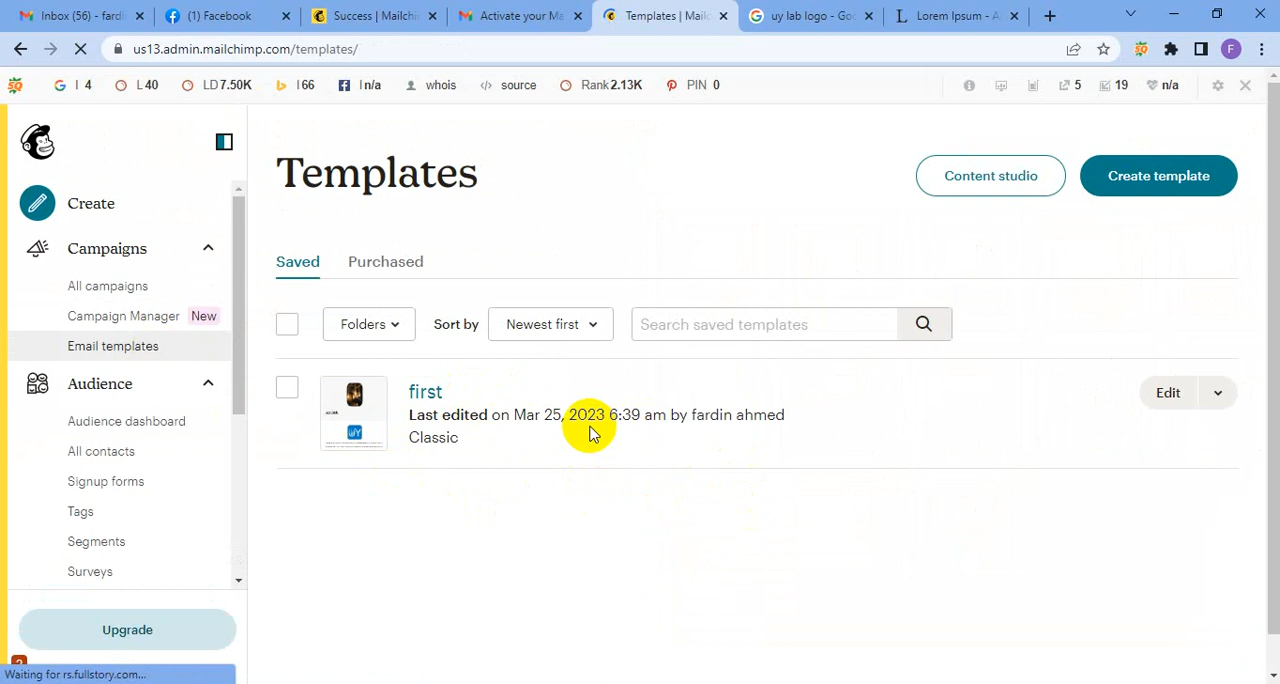 Inbox (56) - fardi
(1) Facebook
Success | Mailchi
Activate your Ma
Templates | Mail
uy lab logo - Goo
Lorem Ipsum - A
us13.admin.mailchimp.com/templates/
F
SQ
I 4
L 40
LD 7.50K
I 66
I n/a
whois
source
Rank 2.13K
PIN 0
5
19
n/a
Templates
Content studio
Create template
Create
Campaigns
All campaigns
Campaign Manager New
Email templates
Audience
Audience dashboard
All contacts
Signup forms
Tags
Segments
Surveys
Upgrade
Saved
Purchased
Folders
Sort by
Newest first
Search saved templates
first
Last edited on Mar 25, 2023 6:39 am by fardin ahmed
Classic
Edit
Waiting for rs.fullstory.com...